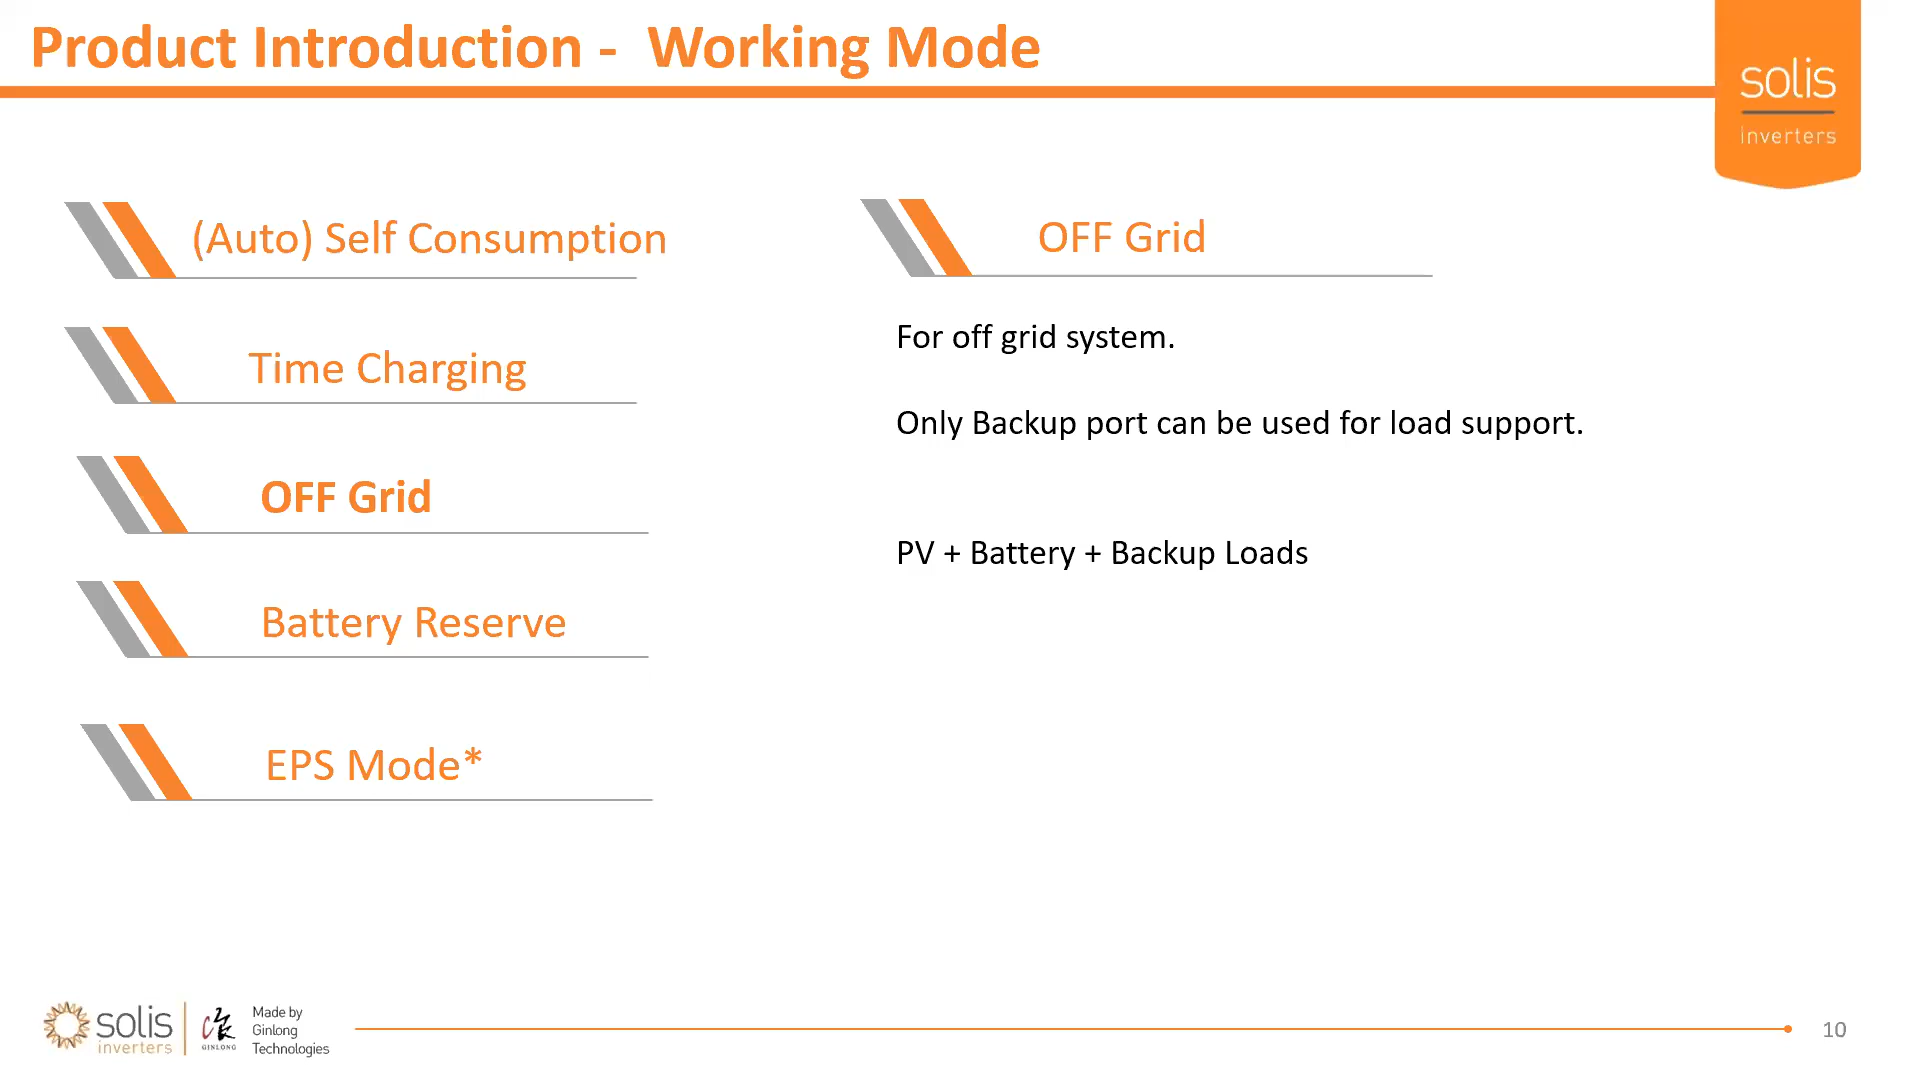 Product Introduction - Working Mode
solis
inverters
(Auto) Self Consumption
Time Charging
OFF Grid
Battery Reserve
EPS Mode*
OFF Grid
For off grid system.
Only Backup port can be used for load support.
PV + Battery + Backup Loads
solis
inverters
GINLONG
Made by
Ginlong
Technologies
10